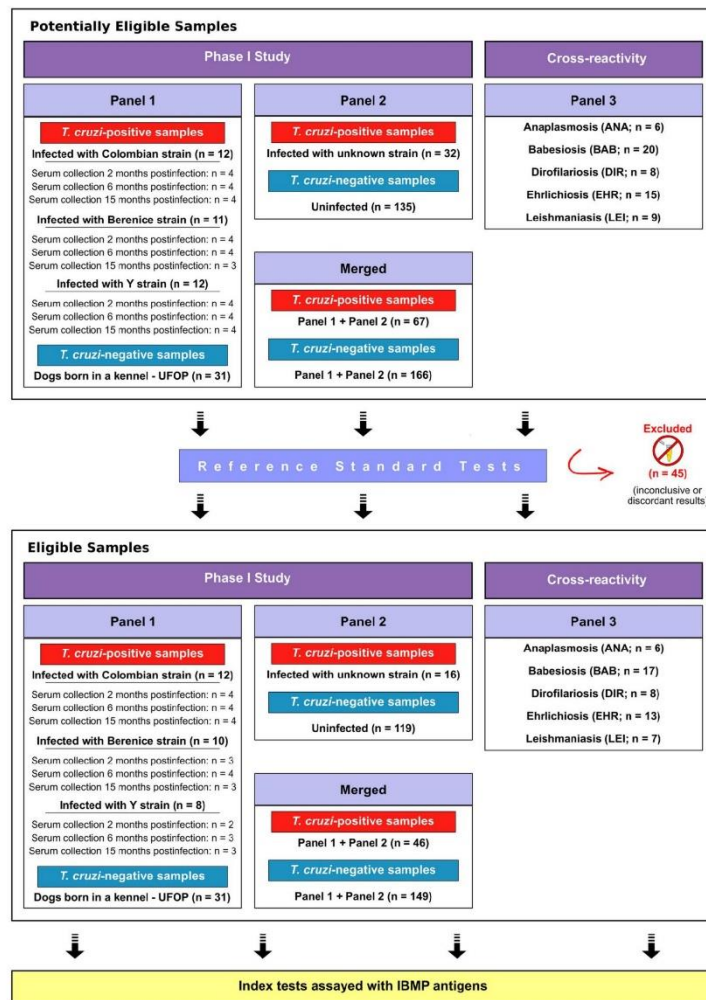 Potentially Eligible Samples
Phase I Study
Cross-reactivity
Panel 1
T. cruzi-positive samples
Infected with Colombian strain (n = 12)
Serum collection 2 months postinfection: n = 4
Serum collection 6 months postinfection: n = 4
Serum collection 15 months postinfection: n = 4
Infected with Berenice strain (n = 11)
Serum collection 2 months postinfection: n = 4
Serum collection 6 months postinfection: n = 4
Serum collection 15 months postinfection: n = 3
Infected with Y strain (n = 12)
Serum collection 2 months postinfection: n = 4
Serum collection 6 months postinfection: n = 4
Serum collection 15 months postinfection: n = 4
T. cruzi-negative samples
Dogs born in a kennel - UFOP (n = 31)
Panel 2
T. cruzi-positive samples
Infected with unknown strain (n = 32)
T. cruzi-negative samples
Uninfected (n = 135)
Merged
T. cruzi-positive samples
Panel 1 + Panel 2 (n = 67)
T. cruzi-negative samples
Panel 1 + Panel 2 (n = 166)
Panel 3
Anaplasmosis (ANA; n = 6)
Babesiosis (BAB; n = 20)
Dirofilariosis (DIR; n = 8)
Ehrlichiosis (EHR; n = 15)
Leishmaniasis (LEI; n = 9)
Reference Standard Tests
Excluded
(n = 45)
(inconclusive or
discordant results)
Eligible Samples
Phase I Study
Cross-reactivity
Panel 1
T. cruzi-positive samples
Infected with Colombian strain (n = 12)
Serum collection 2 months postinfection: n = 4
Serum collection 6 months postinfection: n = 4
Serum collection 15 months postinfection: n = 4
Infected with Berenice strain (n = 10)
Serum collection 2 months postinfection: n = 3
Serum collection 6 months postinfection: n = 4
Serum collection 15 months postinfection: n = 3
Infected with Y strain (n = 8)
Serum collection 2 months postinfection: n = 2
Serum collection 6 months postinfection: n = 3
Serum collection 15 months postinfection: n = 3
T. cruzi-negative samples
Dogs born in a kennel - UFOP (n = 31)
Panel 2
T. cruzi-positive samples
Infected with unknown strain (n = 16)
T. cruzi-negative samples
Uninfected (n = 119)
Merged
T. cruzi-positive samples
Panel 1 + Panel 2 (n = 46)
T. cruzi-negative samples
Panel 1 + Panel 2 (n = 149)
Panel 3
Anaplasmosis (ANA; n = 6)
Babesiosis (BAB; n = 17)
Dirofilariosis (DIR; n = 8)
Ehrlichiosis (EHR; n = 13)
Leishmaniasis (LEI; n = 7)
Index tests assayed with IBMP antigens